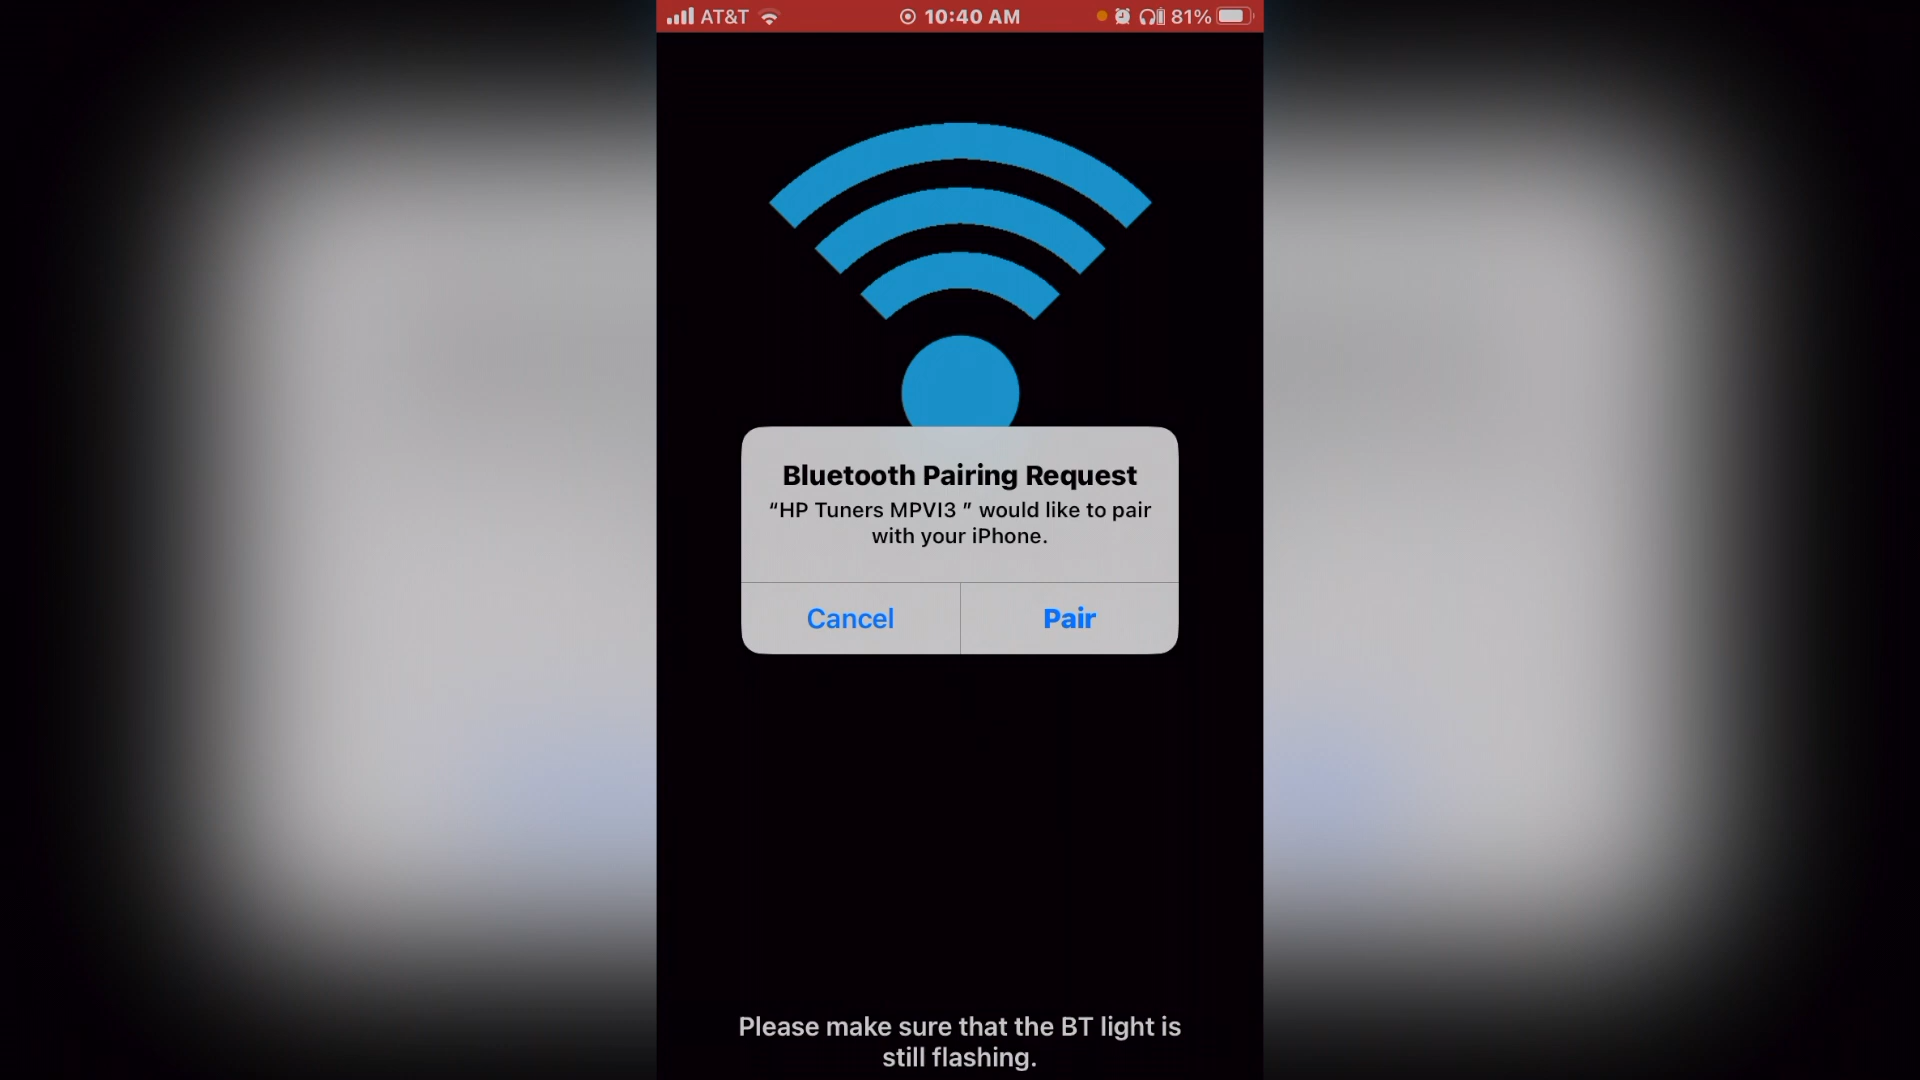 AT&T 10:40 AM 81%
Bluetooth Pairing Request
“HP Tuners MPVI3 ” would like to pair
with your iPhone.
Cancel Pair
Please make sure that the BT light is
still flashing.